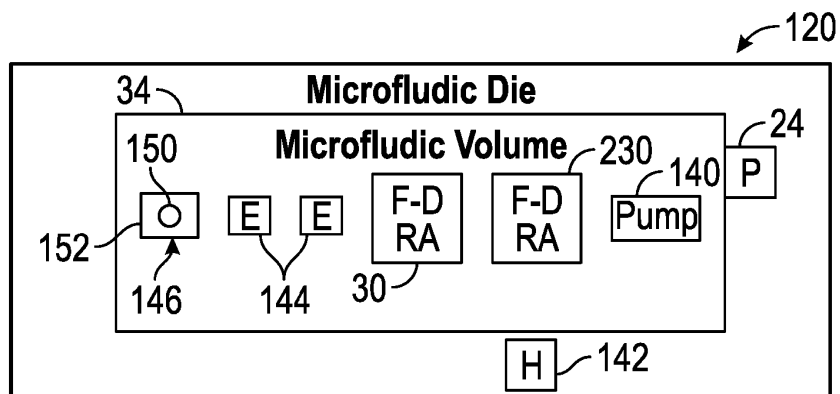 120
34
Microfludic Die
24
150
Microfludic Volume
230
140
P
E
E
F-D
RA
F-D
RA
Pump
152
146
144
30
H
142